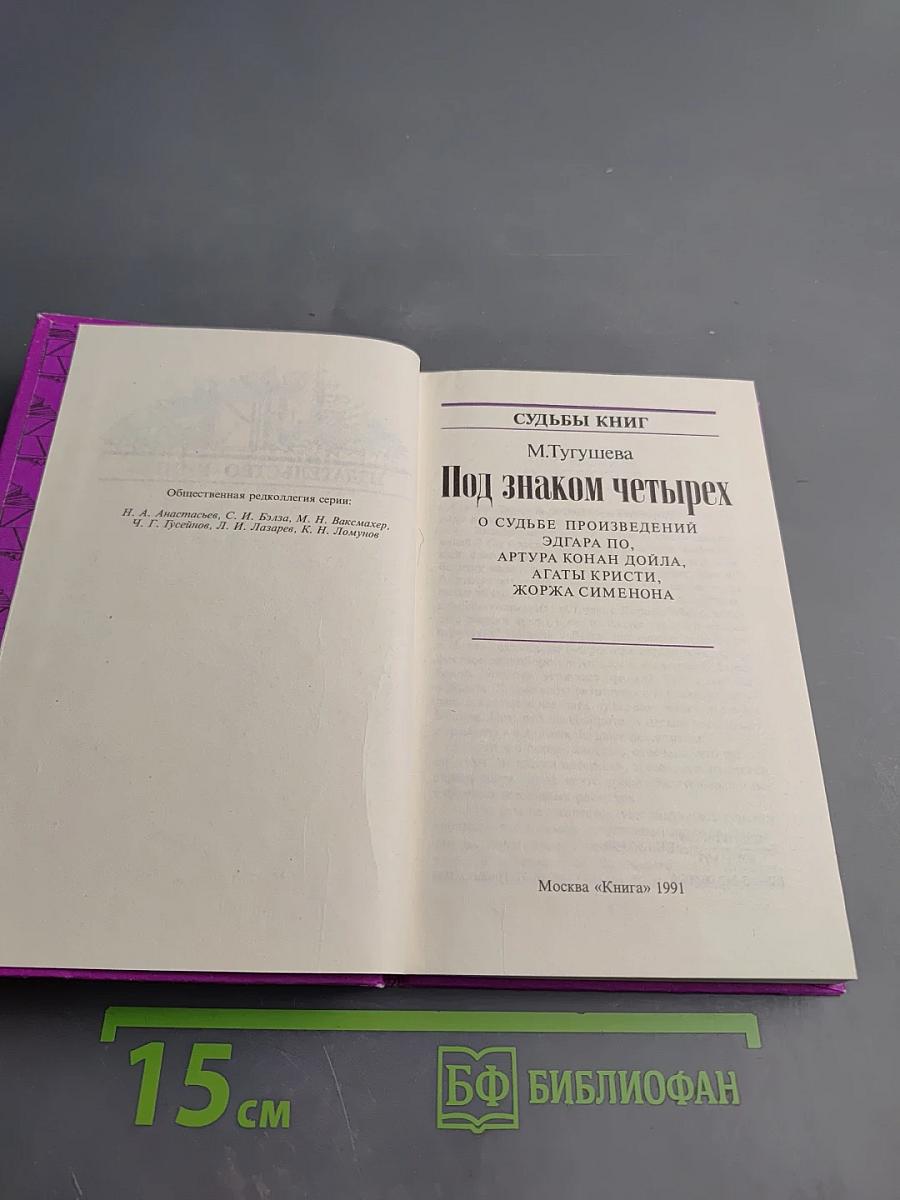 Общественная редколлегия серии:
Н. А. Анастасьев, С. И. Бэлза, М. Н. Ваксмахер,
Ч. Г. Гусейнов, Л. И. Лазарев, К. Н. Ломунов
СУДЬБЫ КНИГ
М.Тугушева
Под знаком четырех
О СУДЬБЕ ПРОИЗВЕДЕНИЙ
ЭДГАРА ПО,
АРТУРА КОНАН ДОЙЛА,
АГАТЫ КРИСТИ,
ЖОРЖА СИМЕНОНА
Москва «Книга» 1991
15 см
БФ БИБЛИОФАН